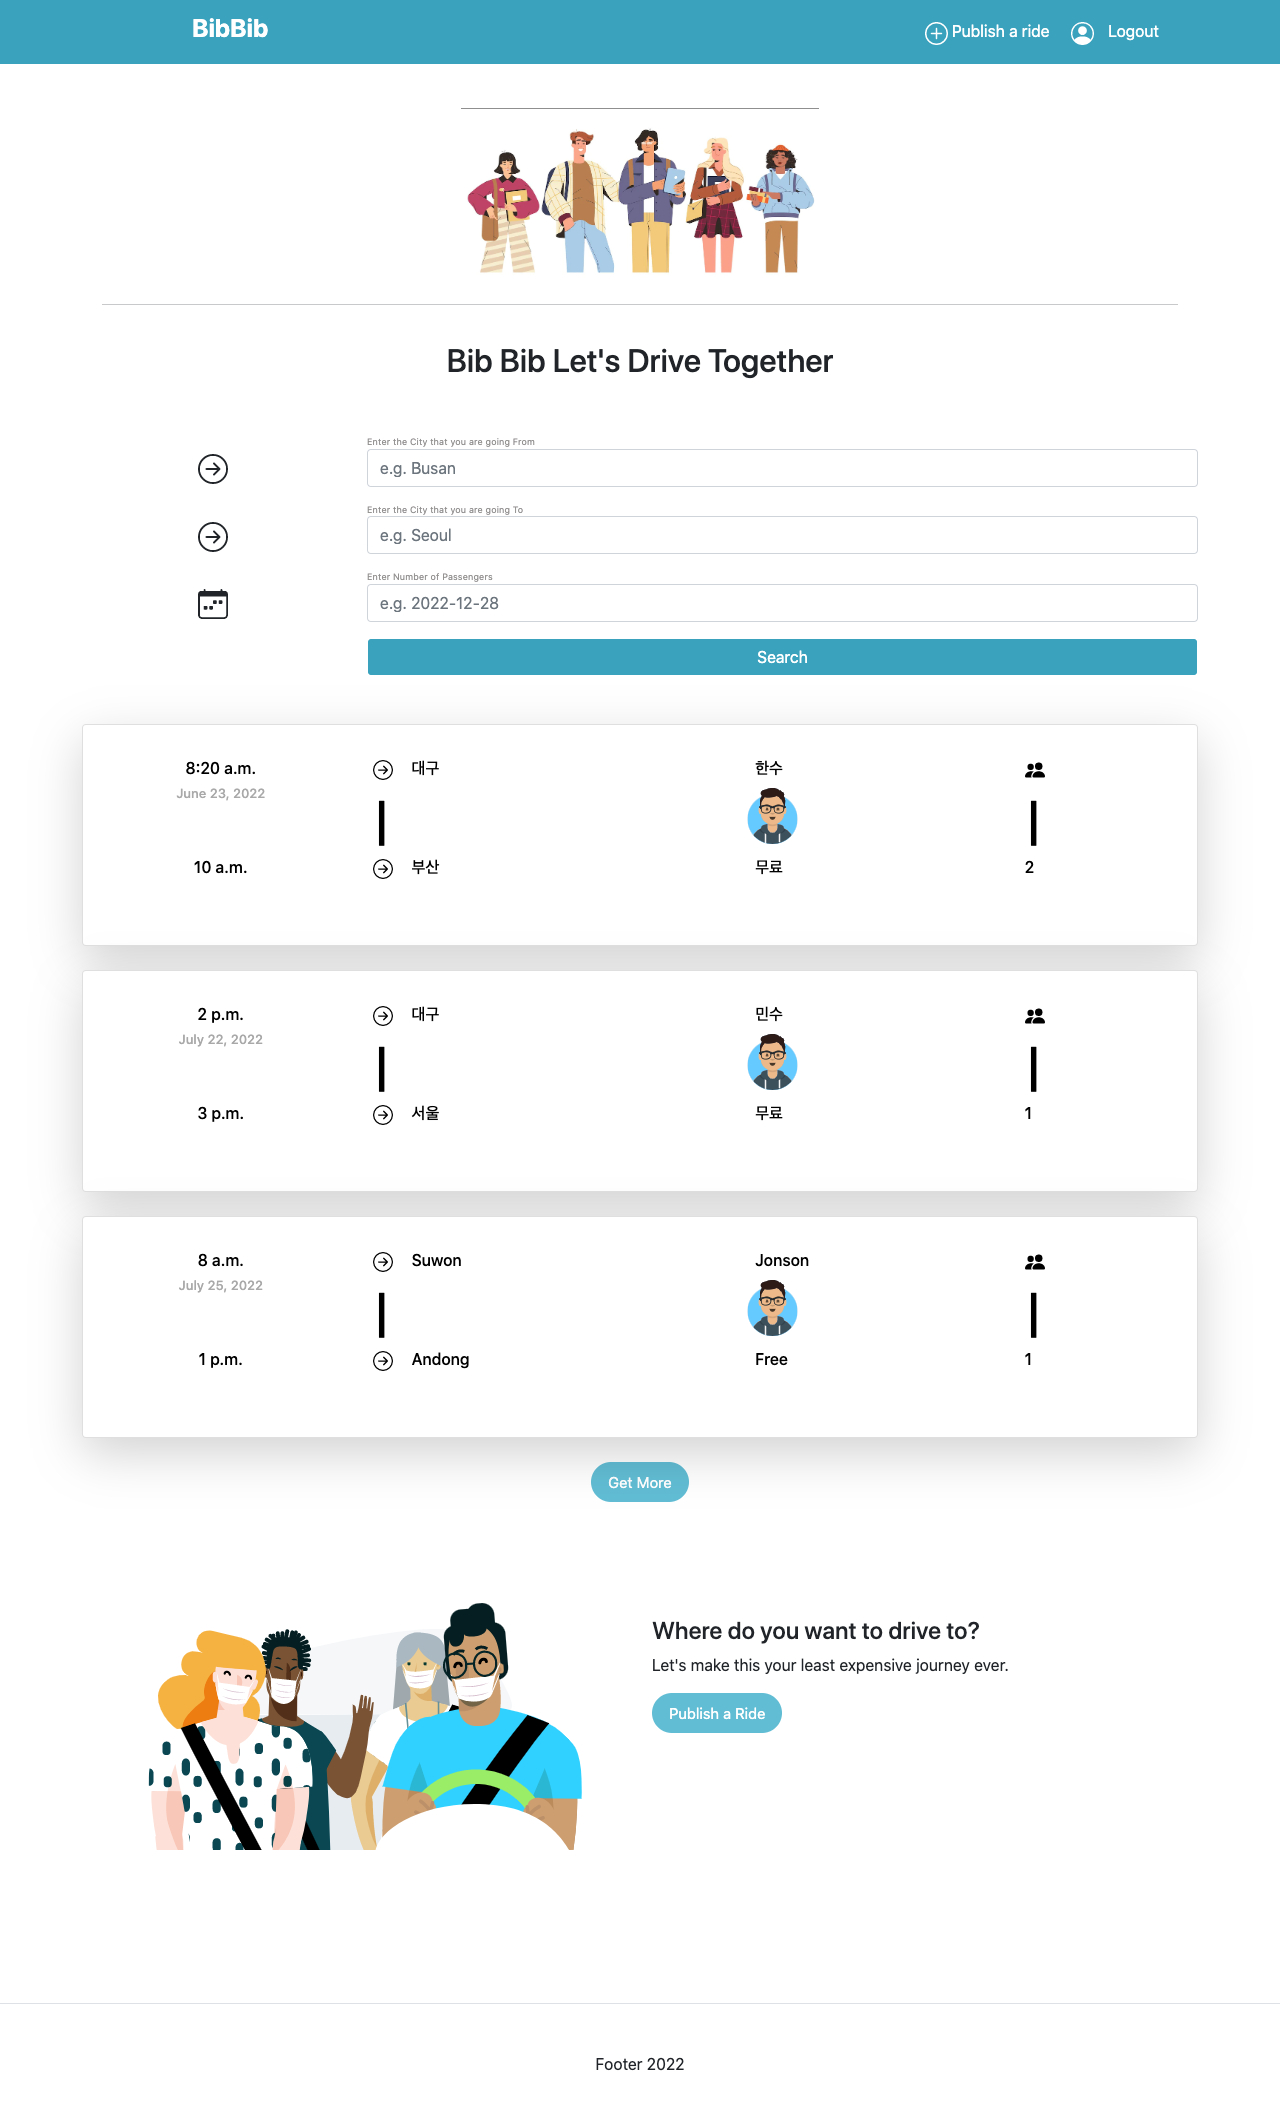 BibBib
Publish a ride
Logout
Bib Bib Let's Drive Together
Enter the City that you are going From
e.g. Busan
Enter the City that you are going To
e.g. Seoul
Enter Number of Passengers
e.g. 2022-12-28
Search
8:20 a.m. 대구 한수
June 23, 2022
10 a.m. 부산 무료 2
2 p.m. 대구 민수
July 22, 2022
3 p.m. 서울 무료 1
8 a.m. Suwon Jonson
July 25, 2022
1 p.m. Andong Free 1
Get More
Where do you want to drive to?
Let's make this your least expensive journey ever.
Publish a Ride
Footer 2022